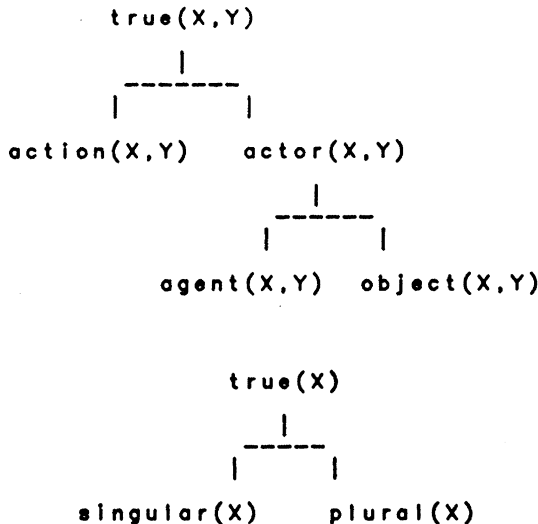 true(X,Y)
action(X,Y) actor(X,Y)
agent(X,Y) object(X,Y)
true(X)
singular(X) plural(X)